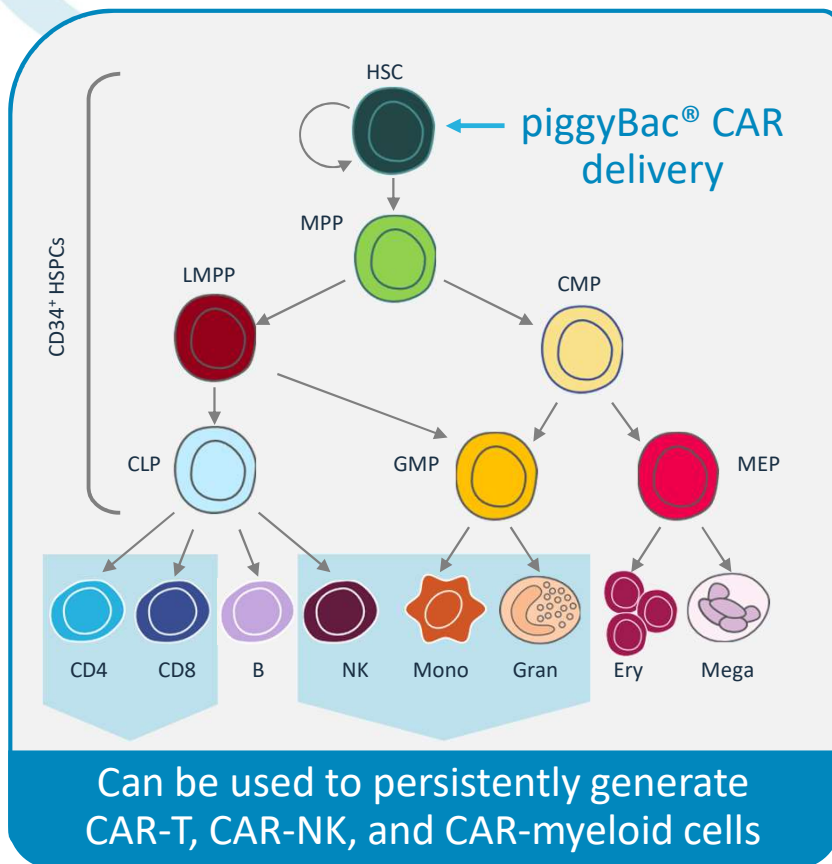 HSC
piggyBac® CAR
delivery
MPP
LMPP
CMP
CD34⁺ HSPCs
CLP
GMP
MEP
CD4
CD8
B
NK
Mono
Gran
Ery
Mega
Can be used to persistently generate
CAR-T, CAR-NK, and CAR-myeloid cells